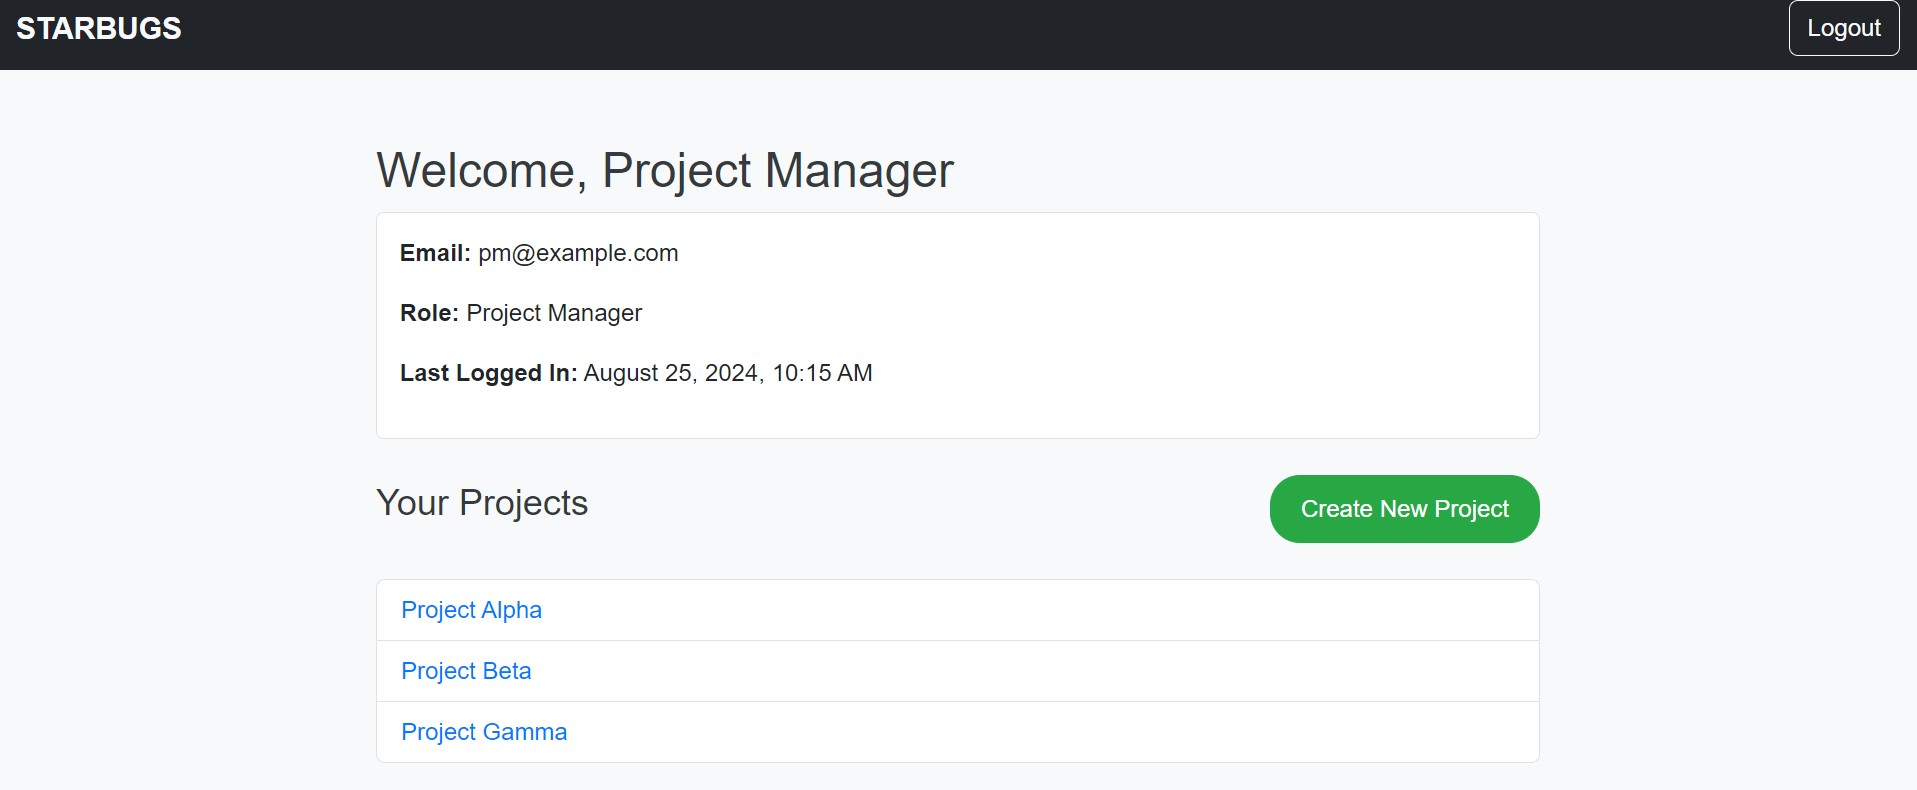 STARBUGS
Logout
Welcome, Project Manager
Email: pm@example.com
Role: Project Manager
Last Logged In: August 25, 2024, 10:15 AM
Your Projects
Create New Project
Project Alpha
Project Beta
Project Gamma